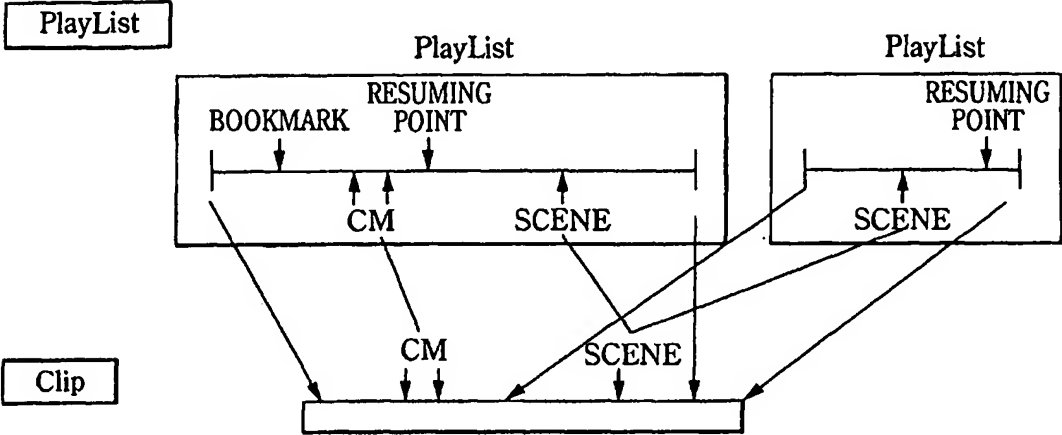 PlayList
PlayList
PlayList
BOOKMARK
RESUMING
POINT
RESUMING
POINT
CM
SCENE
SCENE
CM
SCENE
Clip